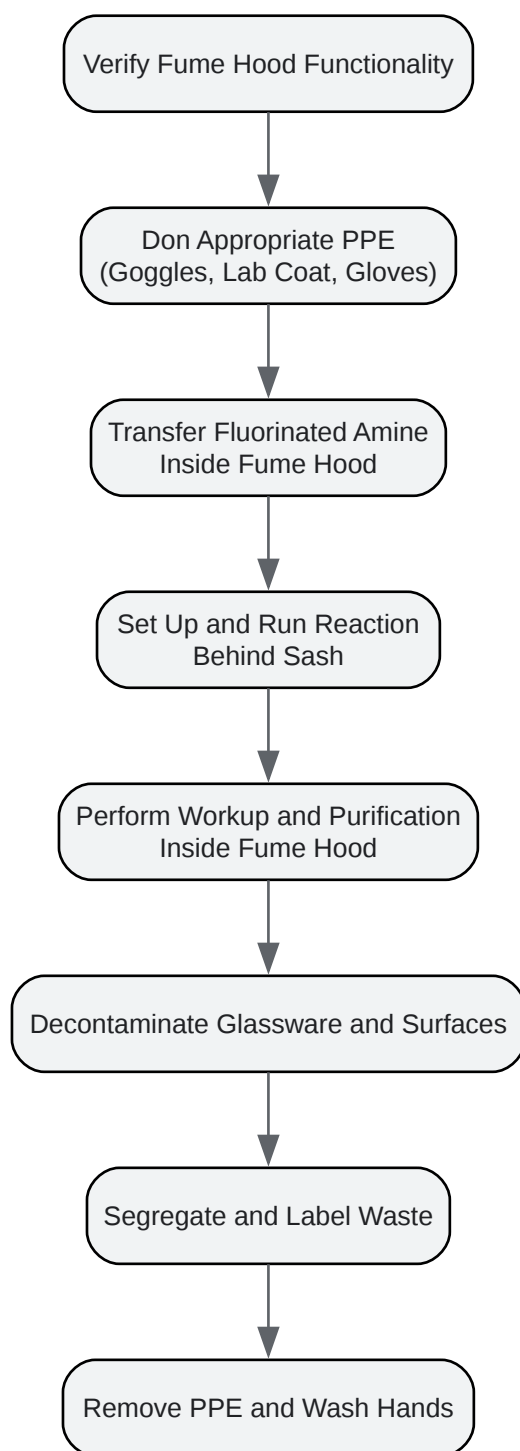 Verify Fume Hood Functionality
Don Appropriate PPE
(Goggles, Lab Coat, Gloves)
Transfer Fluorinated Amine
Inside Fume Hood
Set Up and Run Reaction
Behind Sash
Perform Workup and Purification
Inside Fume Hood
Decontaminate Glassware and Surfaces
Segregate and Label Waste
Remove PPE and Wash Hands